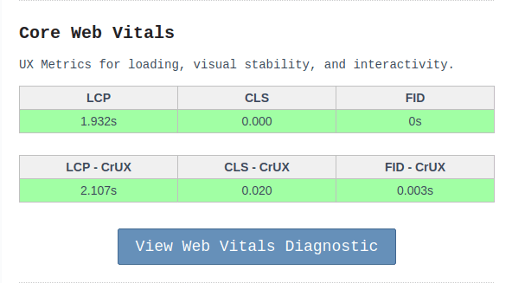 Core Web Vitals
UX Metrics for loading, visual stability, and interactivity.
LCP CLS FID
1.932s 0.000 0s
LCP - CrUX CLS - CrUX FID - CrUX
2.107s 0.020 0.003s
View Web Vitals Diagnostic